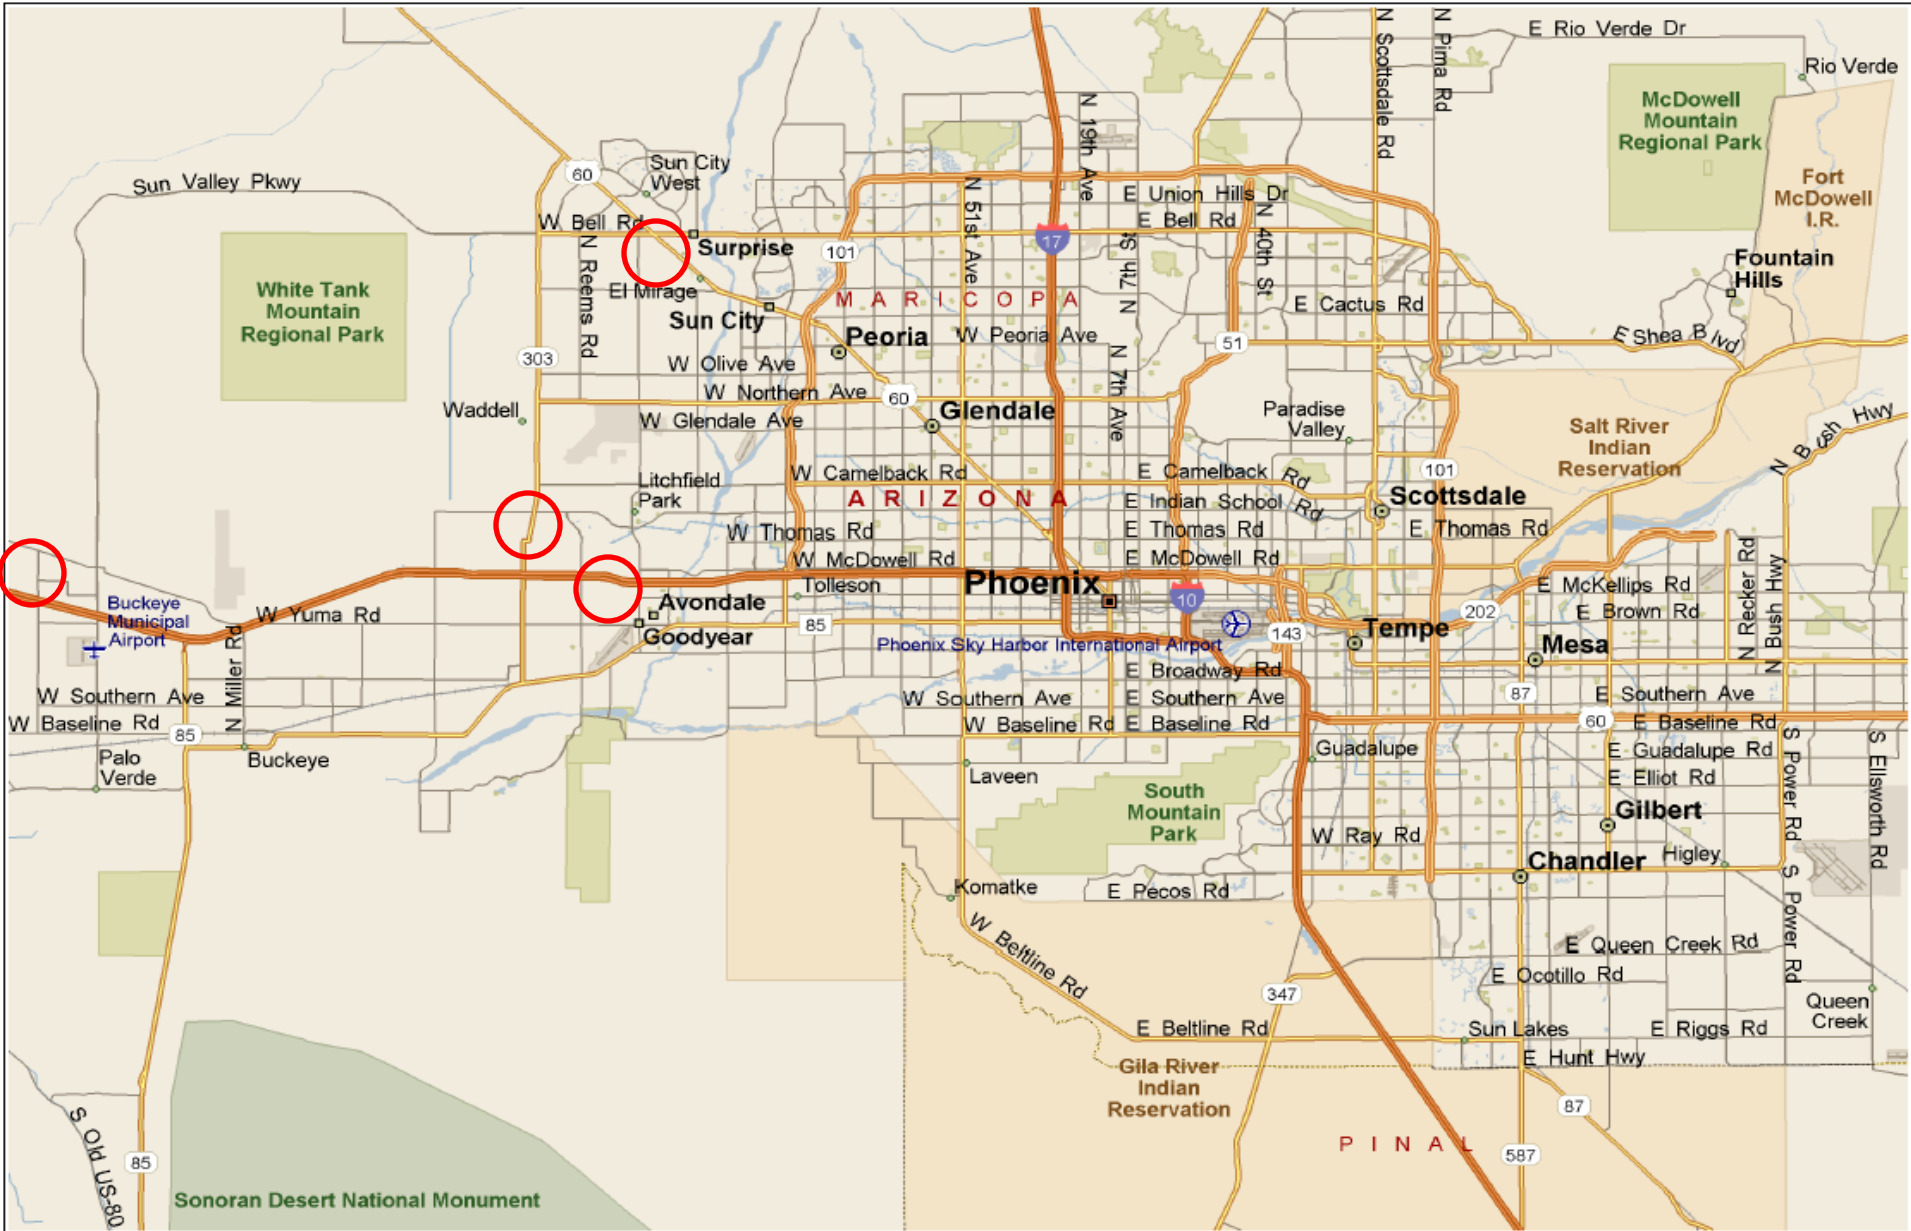 E Rio Verde Dr
N Scottsdale Rd
N Pima Rd
Rio Verde
McDowell
Mountain
Regional Park
N 19th Ave
Sun City
West
60
Sun Valley Pkwy
Fort
McDowell
I.R.
E Union Hills Dr
N 51st Ave
W Bell Rd
E Bell Rd
N 40th St
N 7th St
17
Surprise
101
N Reems Rd
Fountain
Hills
White Tank
Mountain
Regional Park
El Mirage
MARICOPA
E Cactus Rd
Sun City
Peoria
W Peoria Ave
E Shea Blvd
51
303
W Olive Ave
N 7th Ave
W Northern Ave
60
Waddell
W Glendale Ave
Glendale
Paradise
Valley
N Bush Hwy
Salt River
Indian
Reservation
Litchfield
Park
W Camelback Rd
E Camelback Rd
101
ARIZONA
E Indian School Rd
Scottsdale
W Thomas Rd
E Thomas Rd
E Thomas Rd
W McDowell Rd
E McDowell Rd
N Recker Rd
N Bush Hwy
Phoenix
Tolleson
E McKellips Rd
10
Buckeye
Municipal
Airport
W Yuma Rd
Avondale
Goodyear
85
202
E Brown Rd
143
Tempe
Phoenix Sky Harbor International Airport
Mesa
N Miller Rd
E Broadway Rd
W Southern Ave
W Southern Ave
E Southern Ave
87
E Southern Ave
W Baseline Rd
W Baseline Rd
E Baseline Rd
60
E Baseline Rd
85
Palo
Verde
Buckeye
Guadalupe
E Guadalupe Rd
Laveen
E Elliot Rd
S Power Rd
S Ellsworth Rd
South
Mountain
Park
Gilbert
W Ray Rd
Chandler
Higley
Komatke
E Pecos Rd
S Power Rd
W Beltline Rd
E Queen Creek Rd
E Ocotillo Rd
347
Queen
Creek
E Beltline Rd
Sun Lakes
E Riggs Rd
E Hunt Hwy
Gila River
Indian
Reservation
87
S Old US-80
PINAL
85
587
Sonoran Desert National Monument